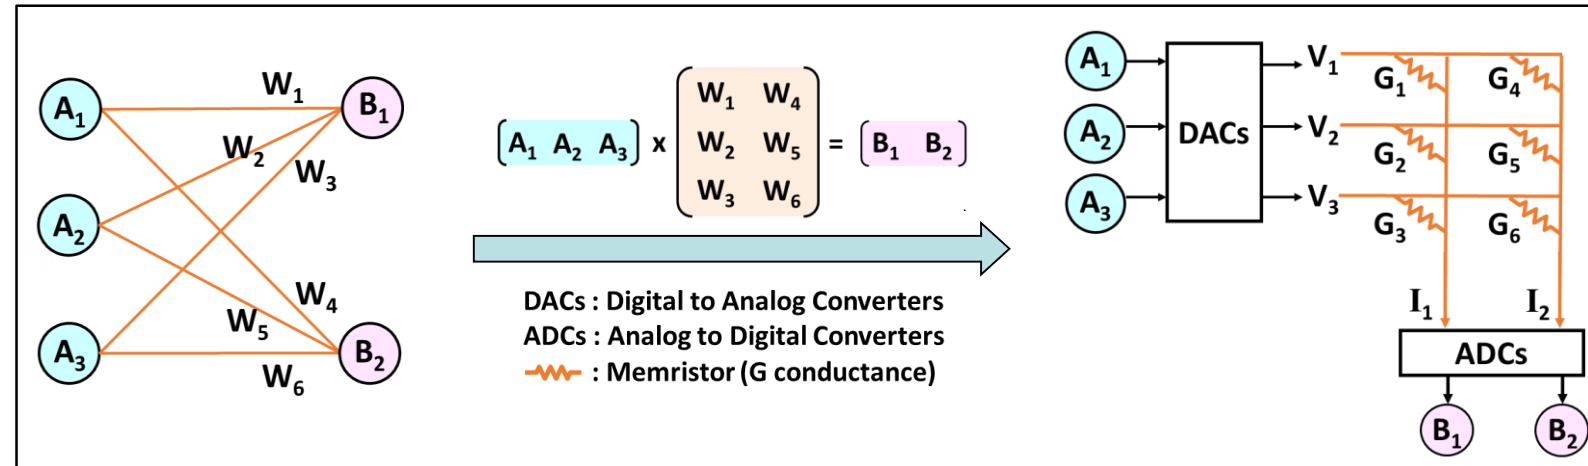 A1
A2
A3
W1
W2
W3
W4
W5
W6
B1
B2
[A1 A2 A3] x [W1 W4
W2 W5
W3 W6] = [B1 B2]
DACs : Digital to Analog Converters
ADCs : Analog to Digital Converters
: Memristor (G conductance)
A1
A2
A3
DACs
V1
V2
V3
G1
G4
G2
G5
G3
G6
I1
I2
ADCs
B1
B2